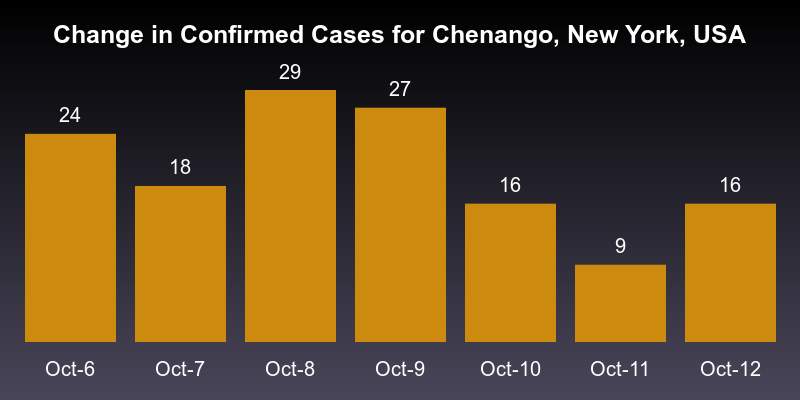 Change in Confirmed Cases for Chenango, New York, USA
24
18
29
27
16
9
16
Oct-6
Oct-7
Oct-8
Oct-9
Oct-10
Oct-11
Oct-12